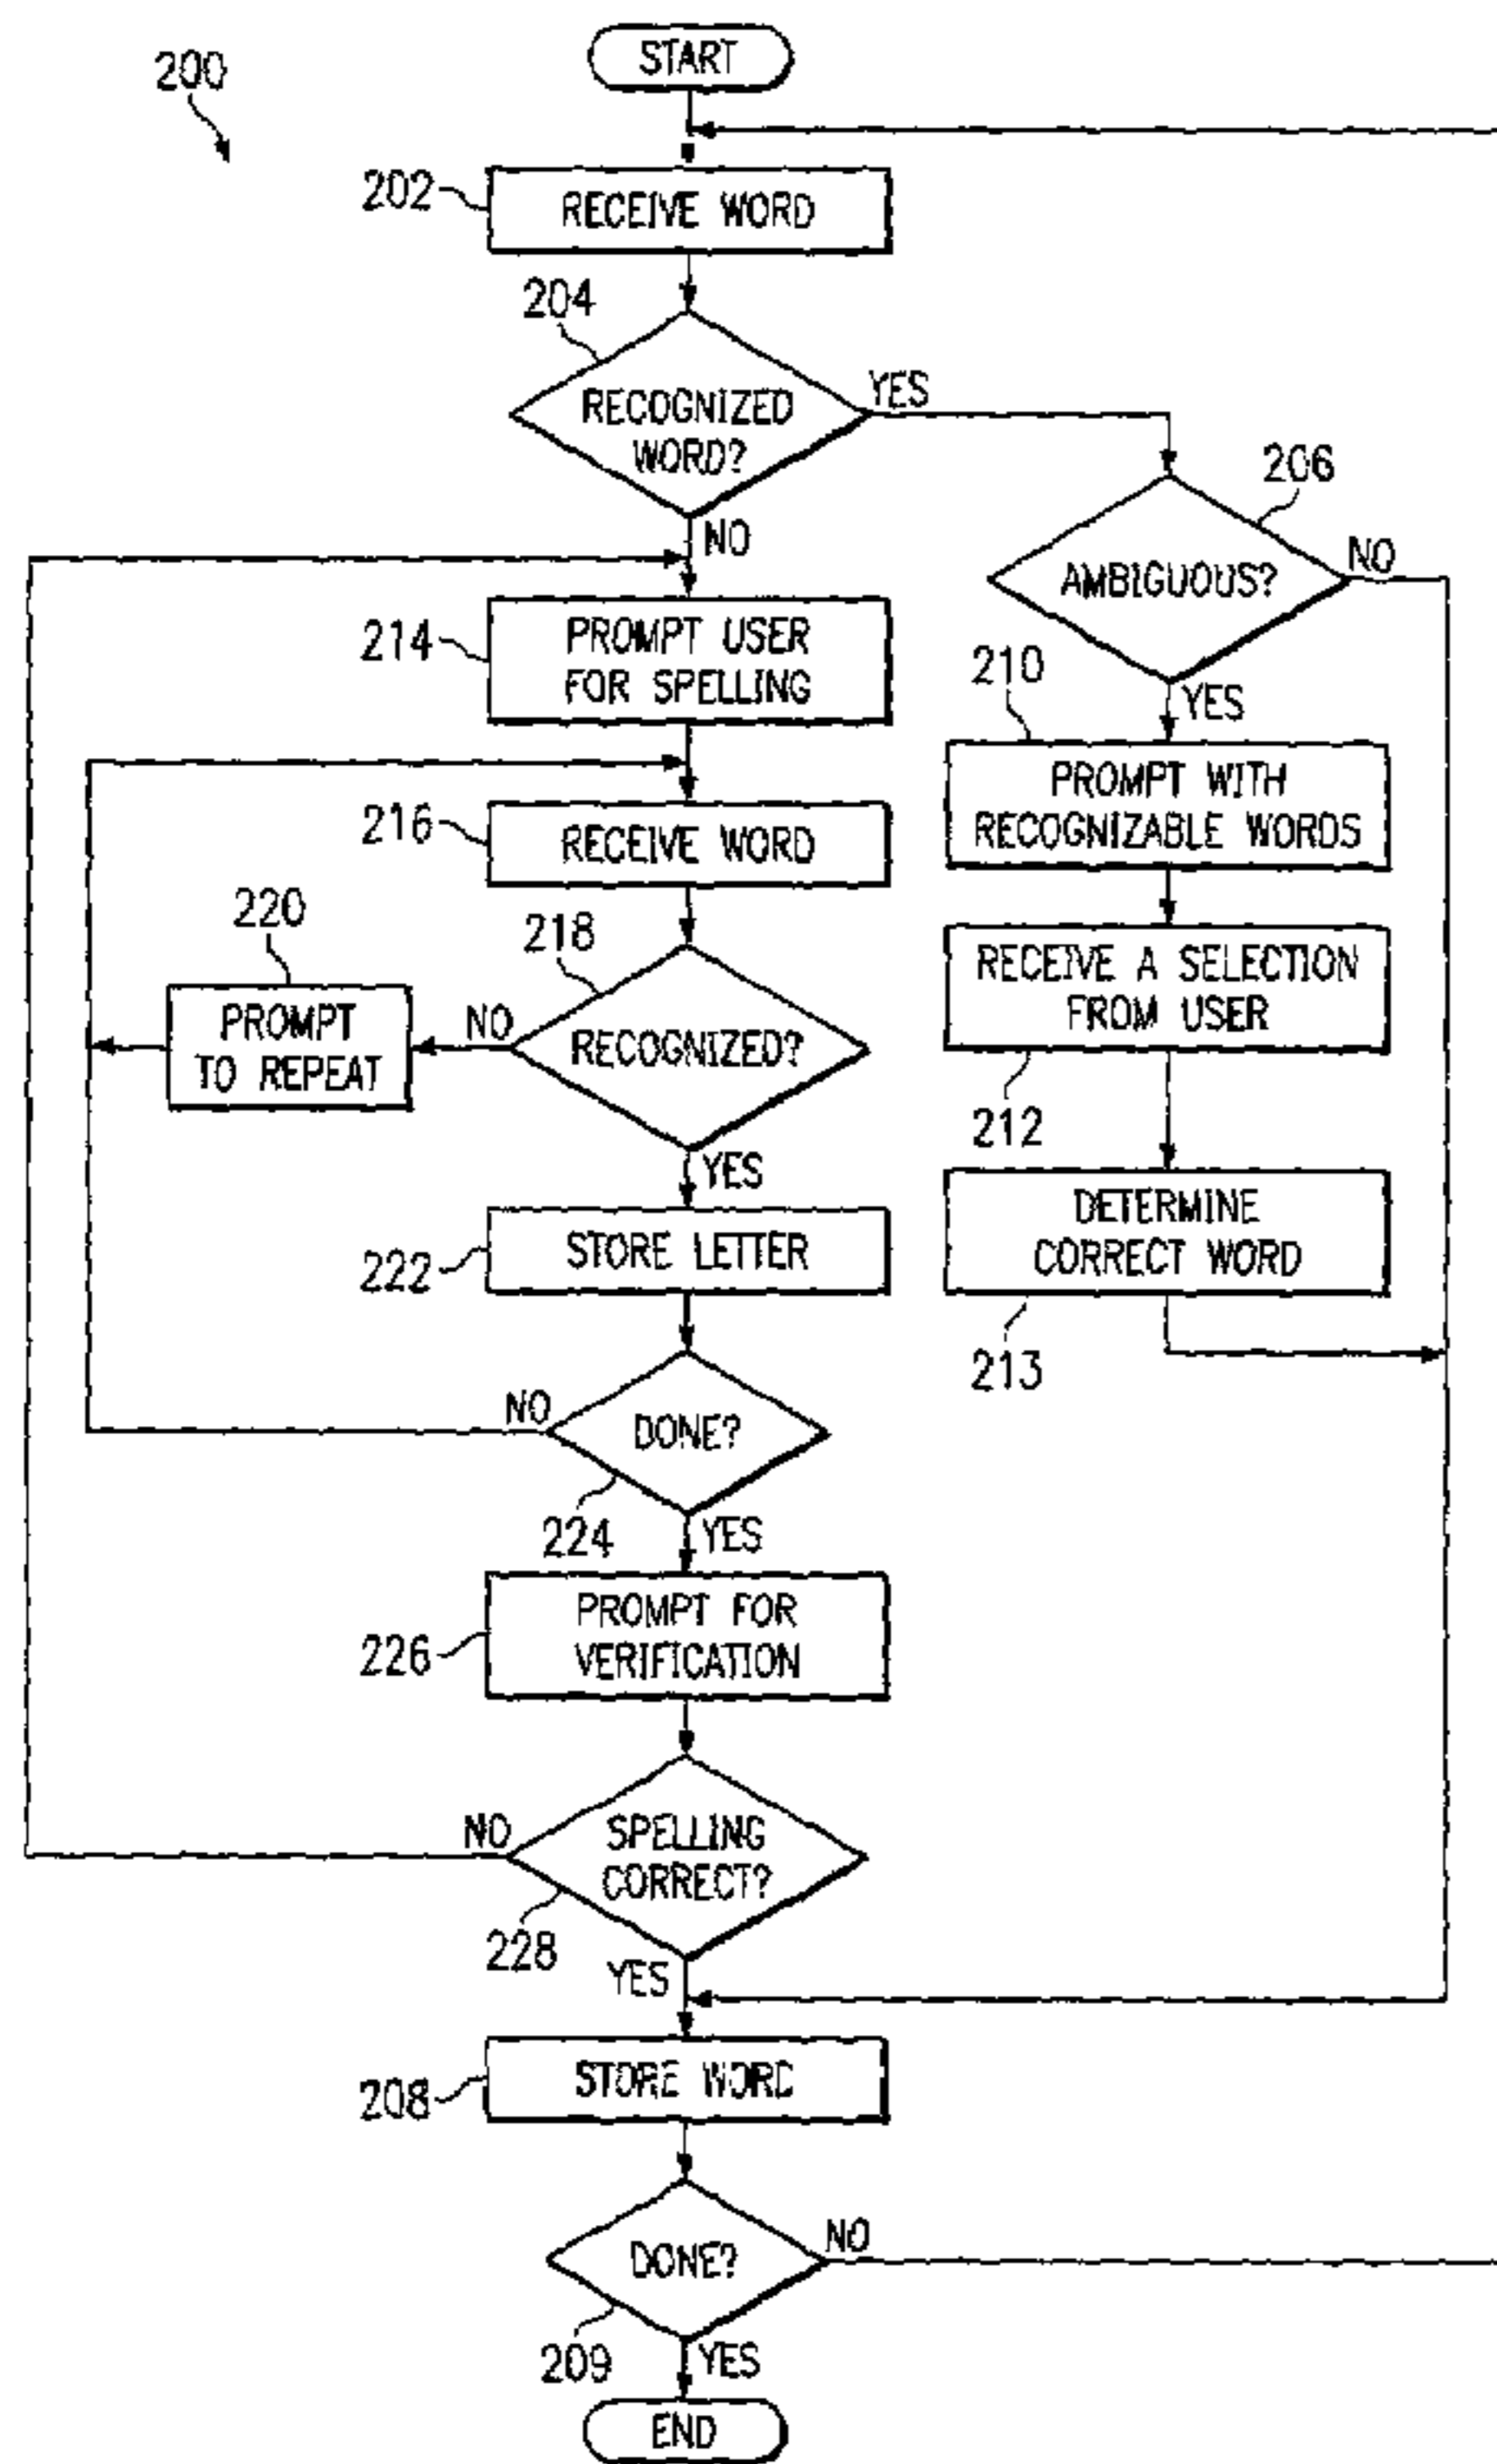 START
200
202
RECEIVE WORD
204
RECOGNIZED
WORD?
YES
NO
206
AMBIGUOUS?
NO
YES
214
PROMPT USER
FOR SPELLING
210
PROMPT WITH
RECOGNIZABLE WORDS
216
RECEIVE WORD
220
PROMPT
TO REPEAT
NO
218
RECOGNIZED?
YES
RECEIVE A SELECTION
FROM USER
212
222
STORE LETTER
DETERMINE
CORRECT WORD
213
NO
DONE?
224
YES
226
PROMPT FOR
VERIFICATION
NO
SPELLING
CORRECT?
228
YES
208
STORE WORD
DONE?
NO
209
YES
END